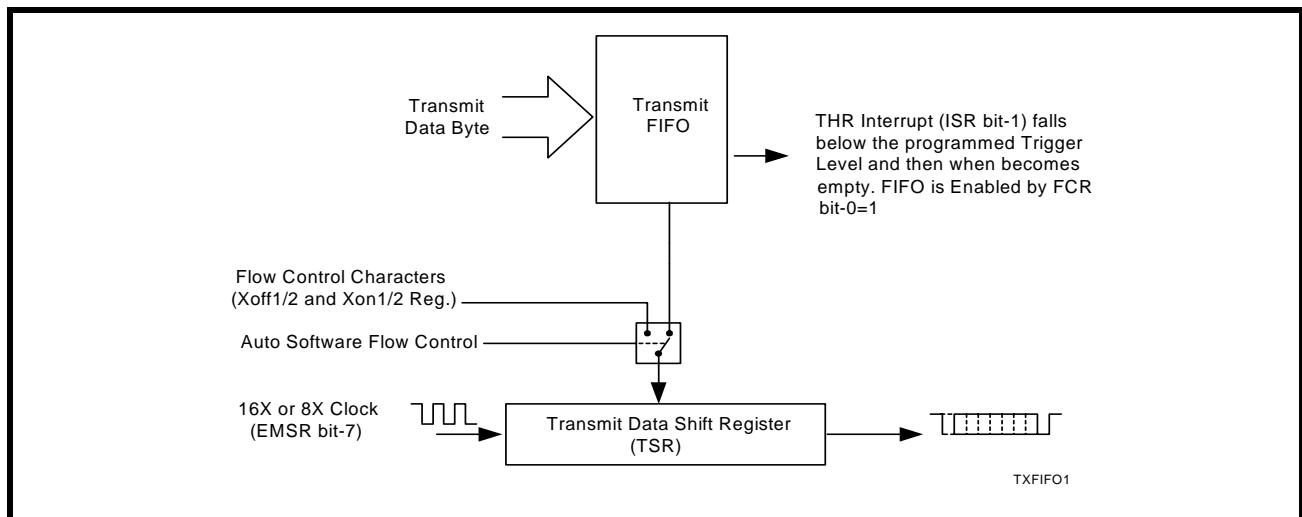 Transmit
Data Byte
Transmit
FIFO
THR Interrupt (ISR bit-1) falls
below the programmed Trigger
Level and then when becomes
empty. FIFO is Enabled by FCR
bit-0=1
Flow Control Characters
(Xoff1/2 and Xon1/2 Reg.)
Auto Software Flow Control
16X or 8X Clock
(EMSR bit-7)
Transmit Data Shift Register
(TSR)
TXFIFO1